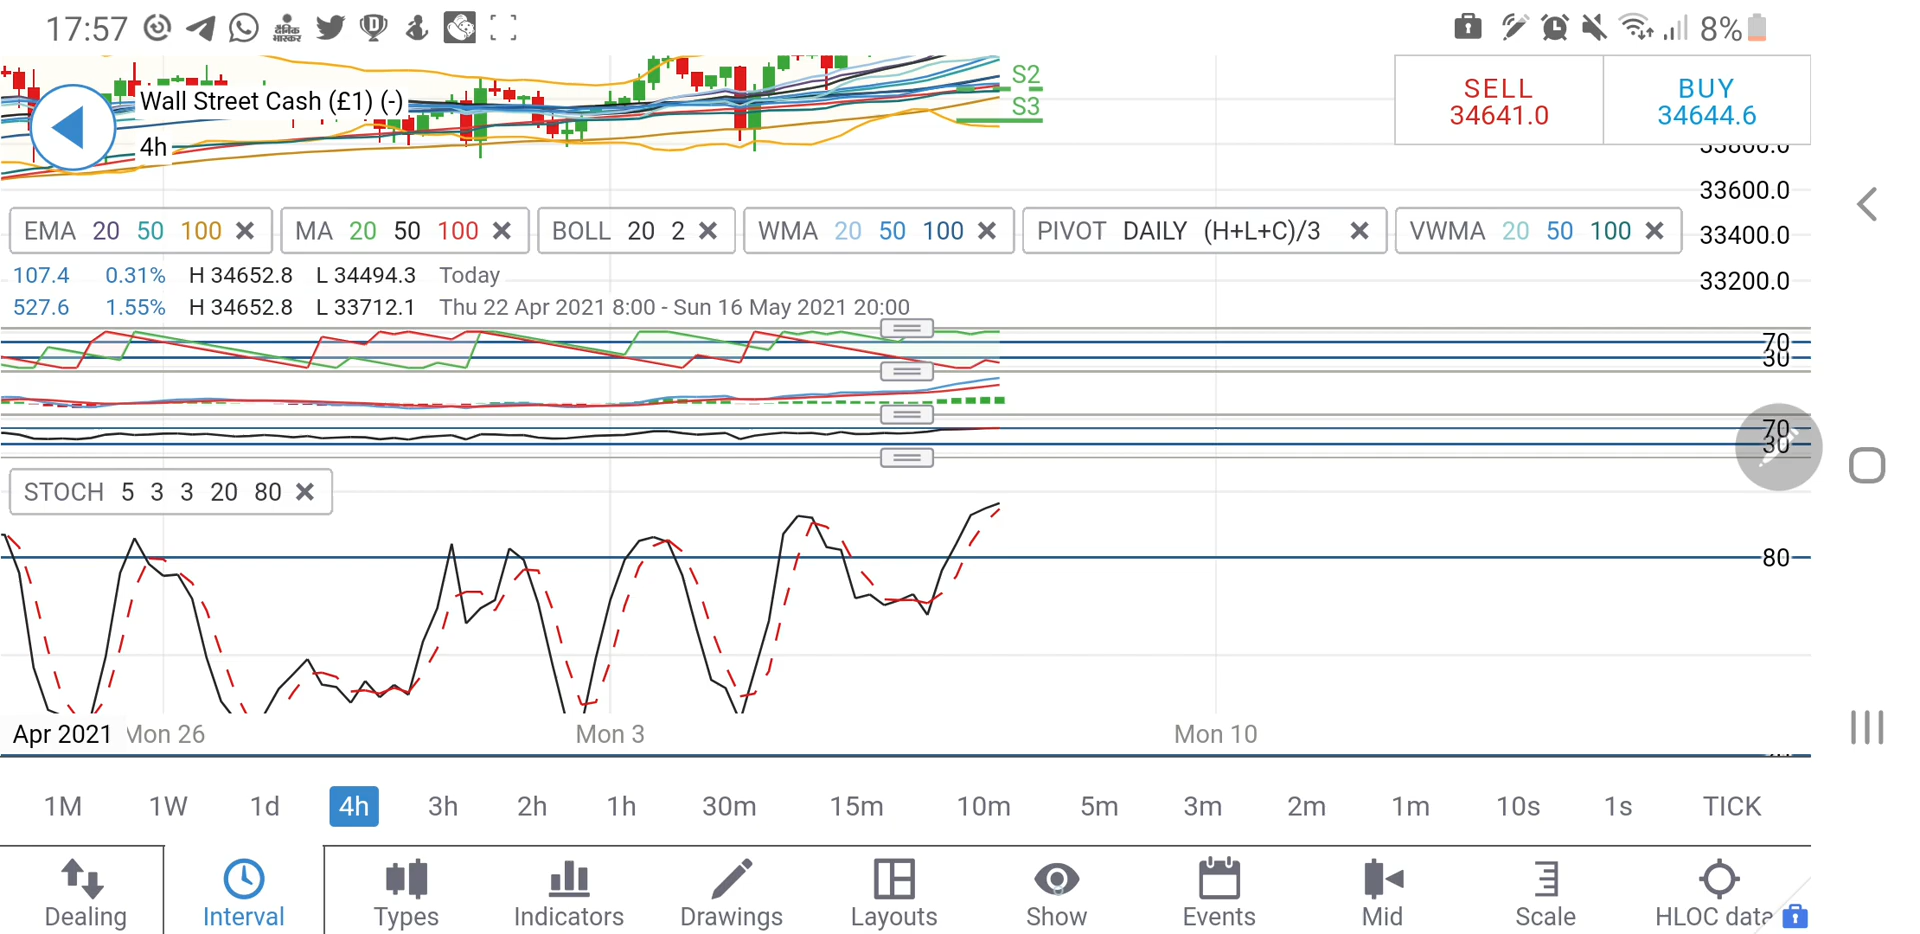 17:57
8%
S2
S3
Wall Street Cash (£1) (-)
4h
SELL
34641.0
BUY
34644.6
33600.0
33400.0
33200.0
EMA 20 50 100
MA 20 50 100
BOLL 20 2
WMA 20 50 100
PIVOT DAILY (H+L+C)/3
VWMA 20 50 100
107.4 0.31% H 34652.8 L 34494.3 Today
527.6 1.55% H 34652.8 L 33712.1 Thu 22 Apr 2021 8:00 - Sun 16 May 2021 20:00
70
30
70
30
STOCH 5 3 3 20 80
80
Apr 2021 Mon 26 Mon 3 Mon 10
1M 1W 1d 4h 3h 2h 1h 30m 15m 10m 5m 3m 2m 1m 10s 1s TICK
Dealing Interval Types Indicators Drawings Layouts Show Events Mid Scale HLOC data